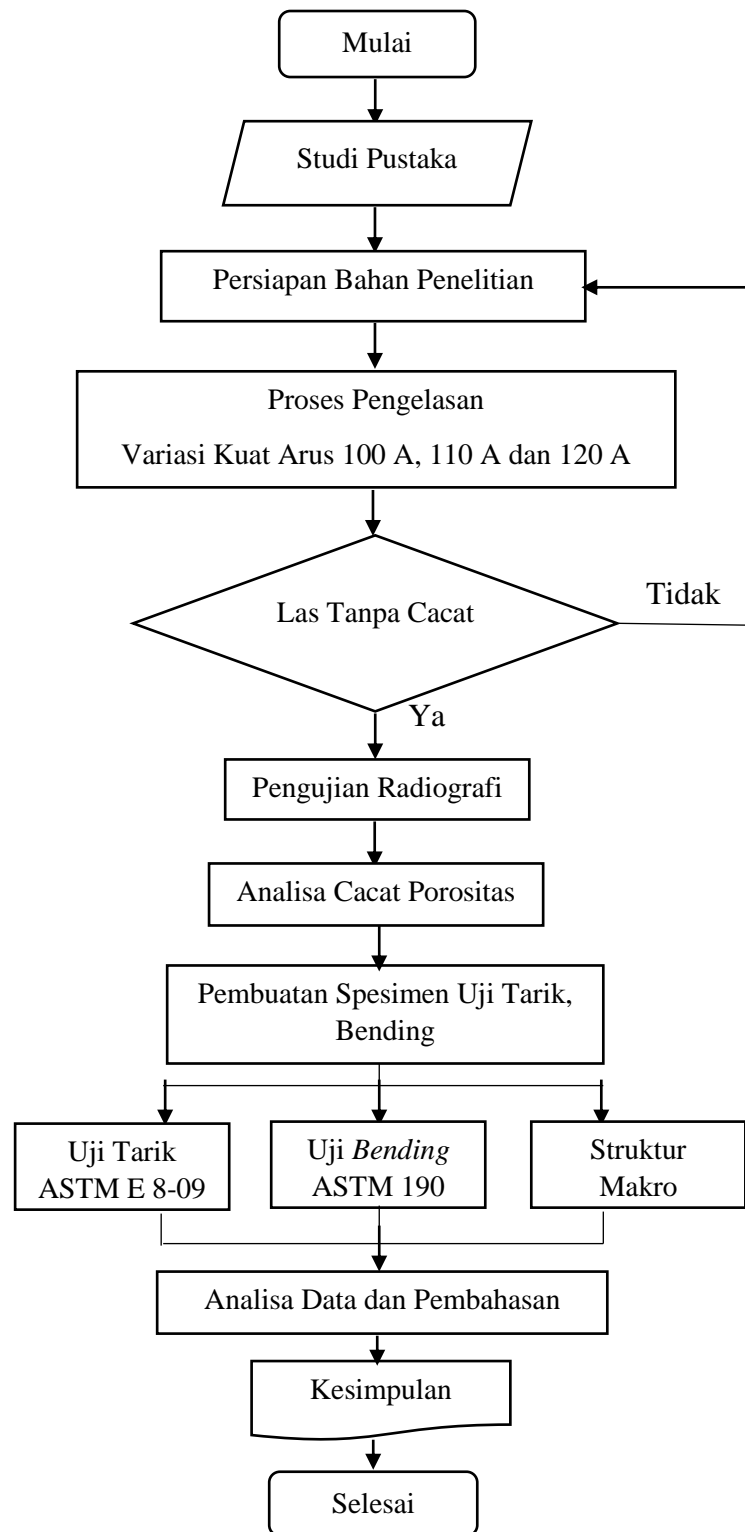 Mulai
Studi Pustaka
Persiapan Bahan Penelitian
Proses Pengelasan
Variasi Kuat Arus 100 A, 110 A dan 120 A
Las Tanpa Cacat
Tidak
Ya
Pengujian Radiografi
Analisa Cacat Porositas
Pembuatan Spesimen Uji Tarik,
Bending
Uji Tarik
ASTM E 8-09
Uji Bending
ASTM 190
Struktur
Makro
Analisa Data dan Pembahasan
Kesimpulan
Selesai